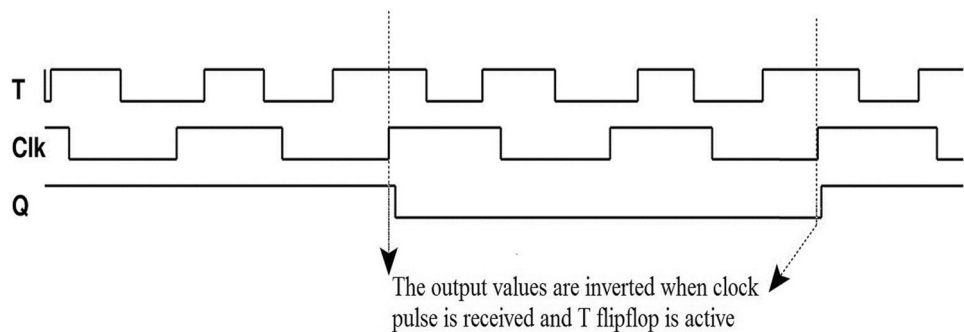 T
Clk
Q
The output values are inverted when clock
pulse is received and T flipflop is active